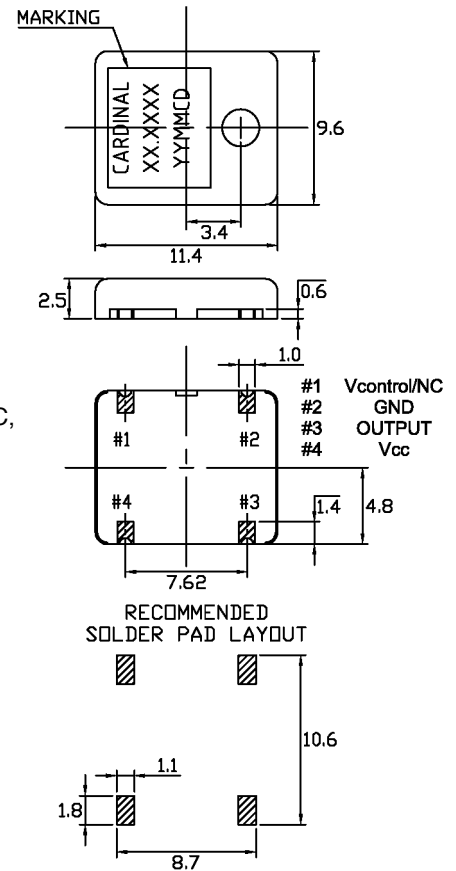 MARKING
CARDINAL
XX.XXXX
YYMMCD
9.6
3.4
11.4
2.5
0.6
1.0
#1 Vcontrol/NC
#2 GND
#3 OUTPUT
#4 Vcc
C,
#1
#2
#4
#3
1.4
4.8
7.62
RECOMMENDED
SOLDER PAD LAYOUT
10.6
1.1
1.8
8.7